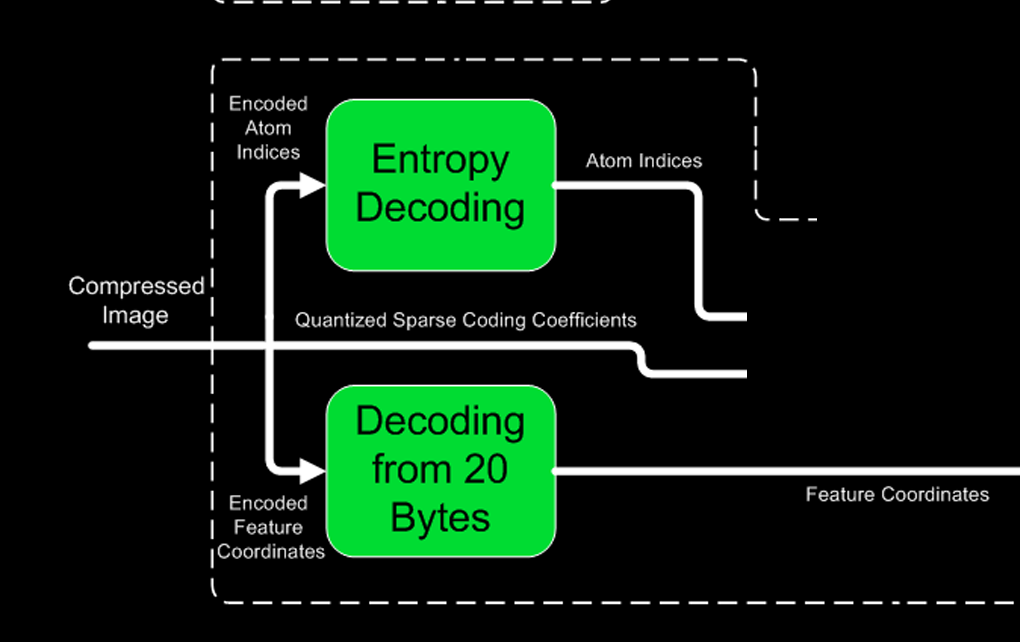 Encoded
Atom
Indices
Entropy
Decoding
Atom Indices
Compressed
Image
Quantized Sparse Coding Coefficients
Decoding
from 20
Bytes
Encoded
Feature
Coordinates
Feature Coordinates